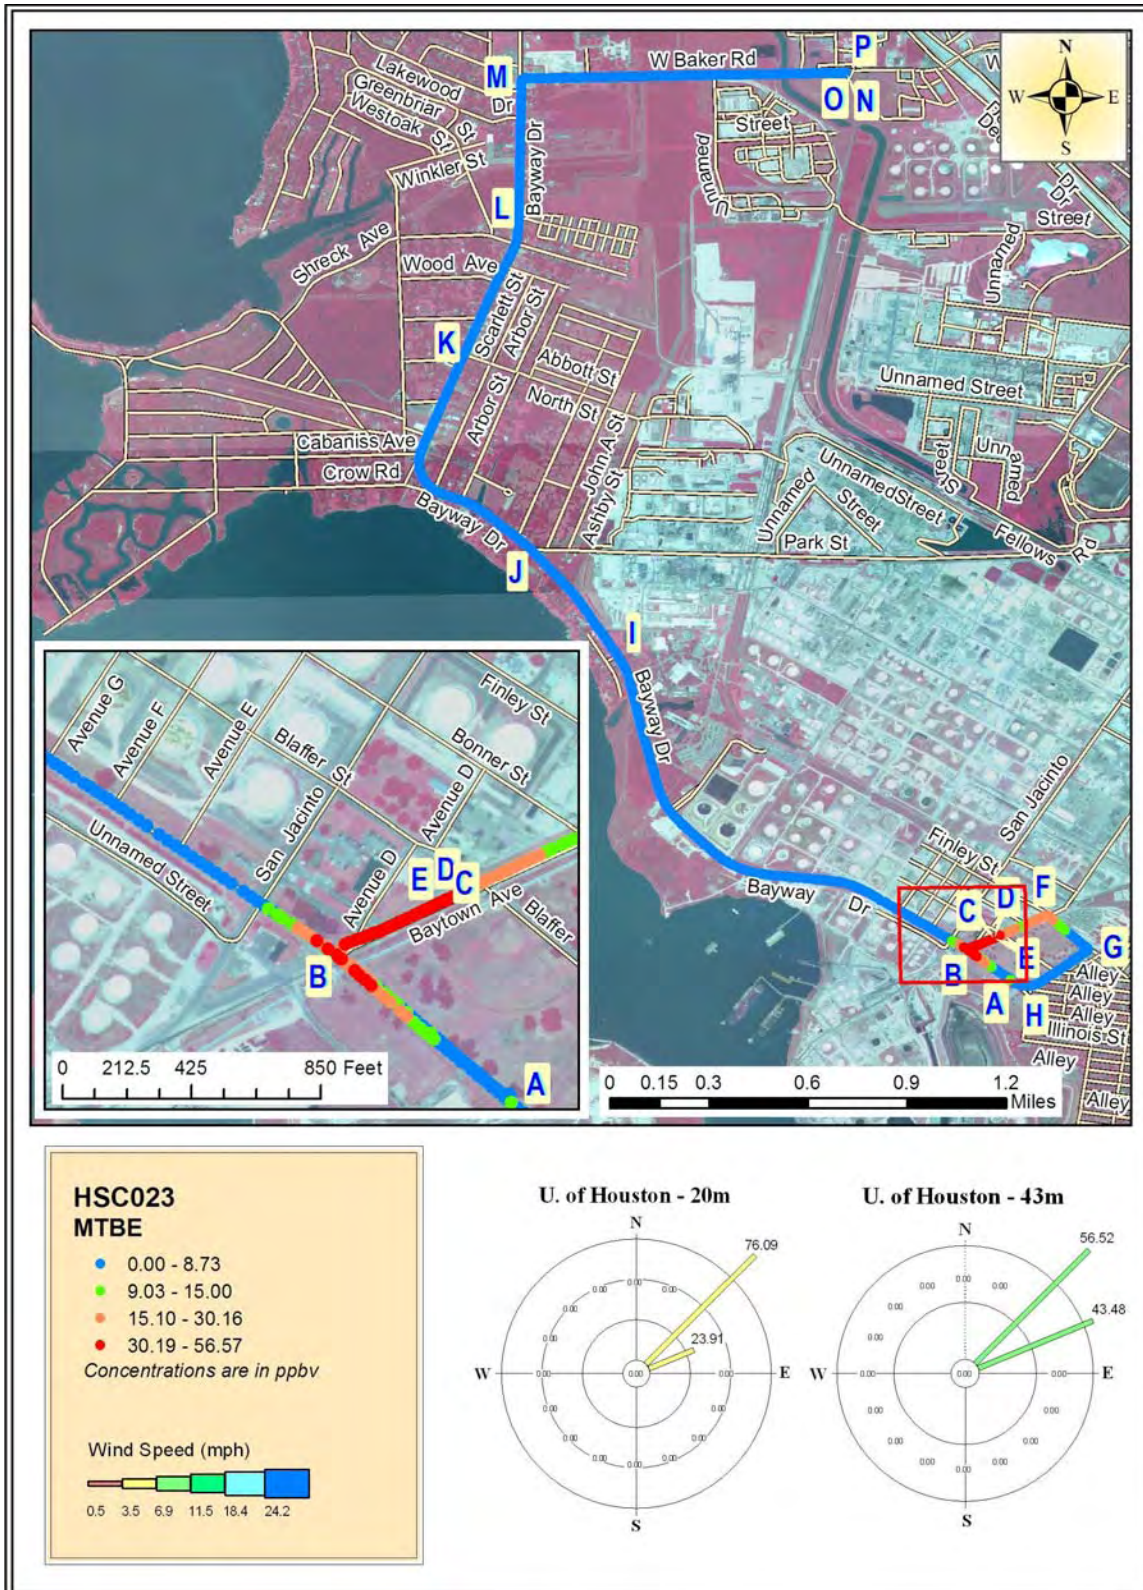 P
M
W Baker Rd
N
W
E
S
O
N
Lakewood
Dr
Greenbriar
St
Westoak
St
Winkler St
Bayway Dr
Street
Unnamed
Dr
Dr
Street
Unnamed
L
Shreck Ave
Wood Ave
Scarlett St
Arbor St
K
Abbott St
Arbor St
North St
John A St
Ashby St
Unnamed Street
Unnamed
Street
Cabaniss Ave
Crow Rd
Bayway Dr
Unnamed
Street
UnnamedStreet
St
Fellows
Rd
Park St
J
I
Bayway Dr
San Jacinto
Finley St
Bayway
Dr
C
D
F
B
E
G
A
H
Alley
Alley
Alley
Illinois St
Alley
Alley
Avenue G
Avenue F
Avenue E
Finley St
Blaffer St
Bonner St
Avenue D
San Jacinto
Unnamed Street
Avenue D
E
D
C
Baytown Ave
Blaffer
B
A
0 212.5 425 850 Feet
0 0.15 0.3 0.6 0.9 1.2
Miles
HSC023
MTBE
0.00 - 8.73
9.03 - 15.00
15.10 - 30.16
30.19 - 56.57
Concentrations are in ppbv
Wind Speed (mph)
0.5 3.5 6.9 11.5 18.4 24.2
U. of Houston - 20m
N
76.09
23.91
W
E
S
U. of Houston - 43m
N
56.52
43.48
W
E
S